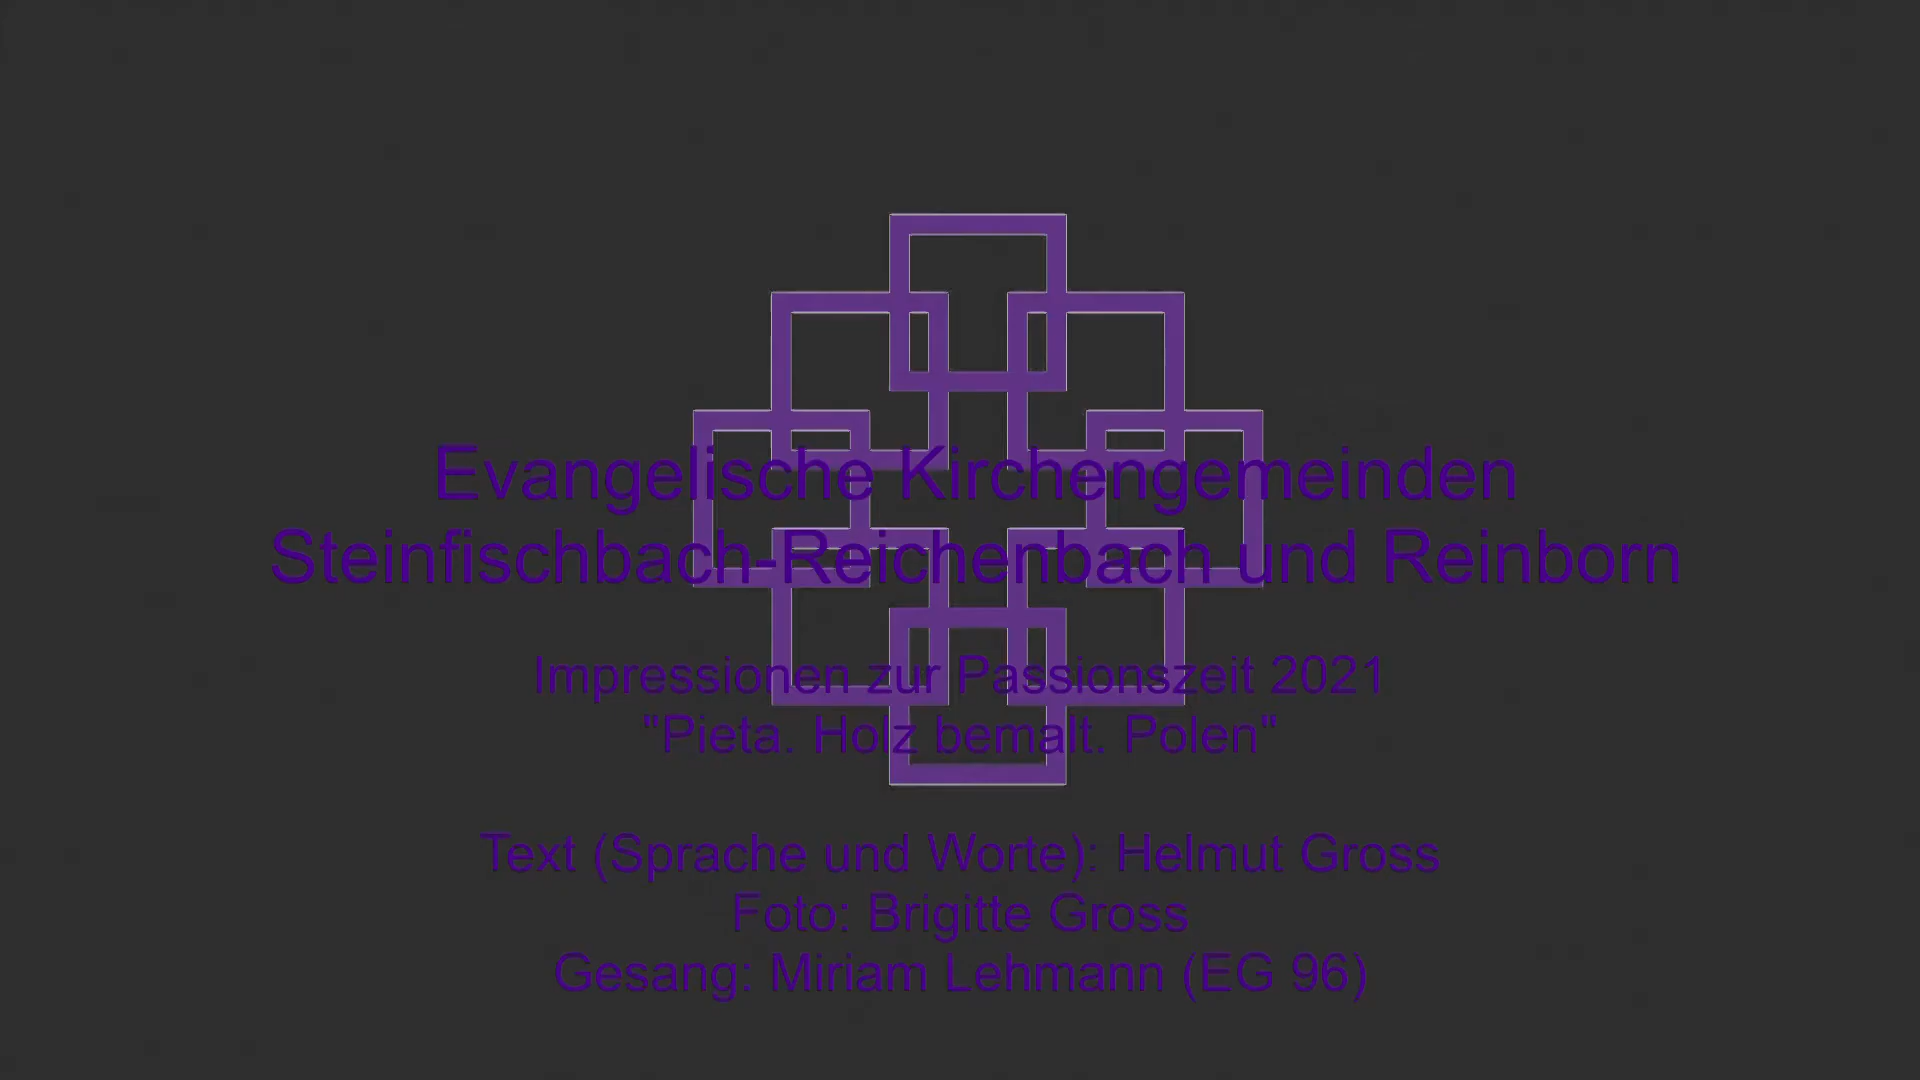 Evangelische Kirchengemeinden
Steinfischbach-Reichenbach und Reinborn
Impressionen zur Passionszeit 2021
"Pieta. Holz bemalt. Polen"
Text (Sprache und Worte): Helmut Gross
Foto: Brigitte Gross
Gesang: Miriam Lehmann (EG 96)